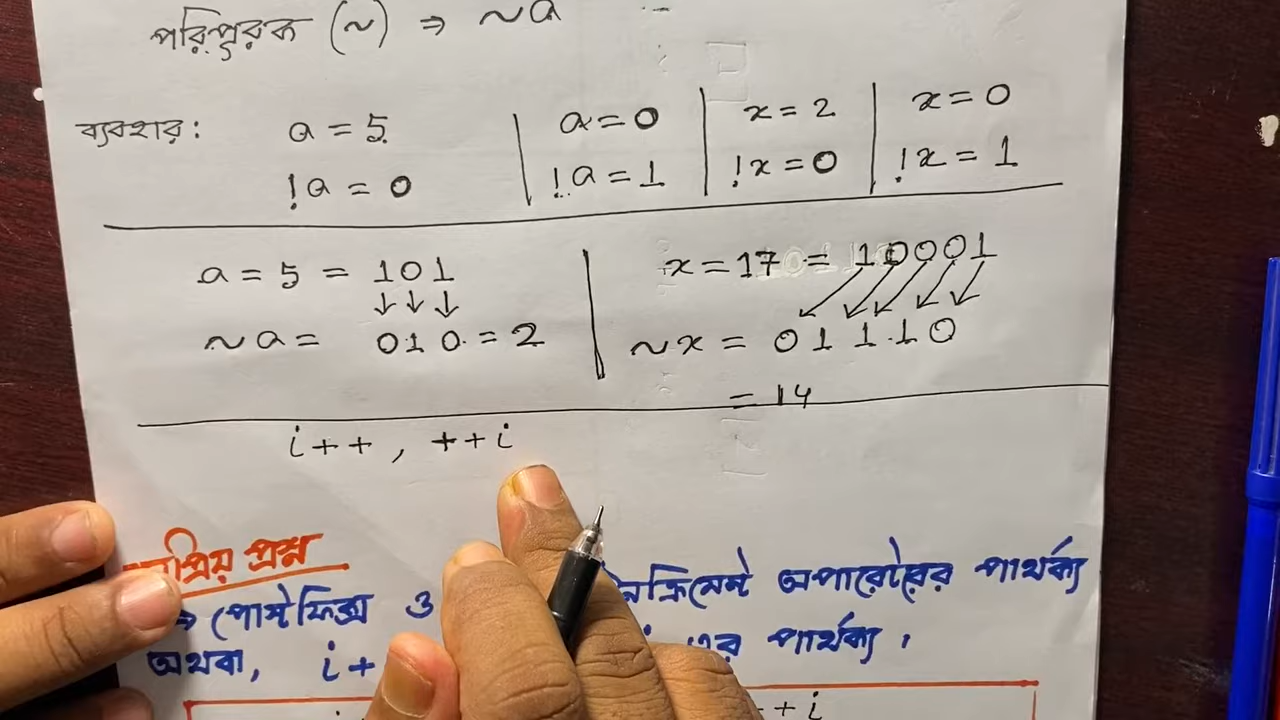 পরিপূরক (~) ⇒ ~a
ব্যবহার: a = 5 | a = 0 | x = 2 | x = 0
!a = 0 | !a = 1 | !x = 0 | !x = 1
a = 5 = 101 | x = 17 = 10001
↓↓↓
~a = 010 = 2 | ~x = 01110
= 14
i++, ++i
প্রশ্ন
⇒ পোস্টফিক্স ও অপারেটরের পার্থক্য
অথবা, i+ এর পার্থক্য।
+ i